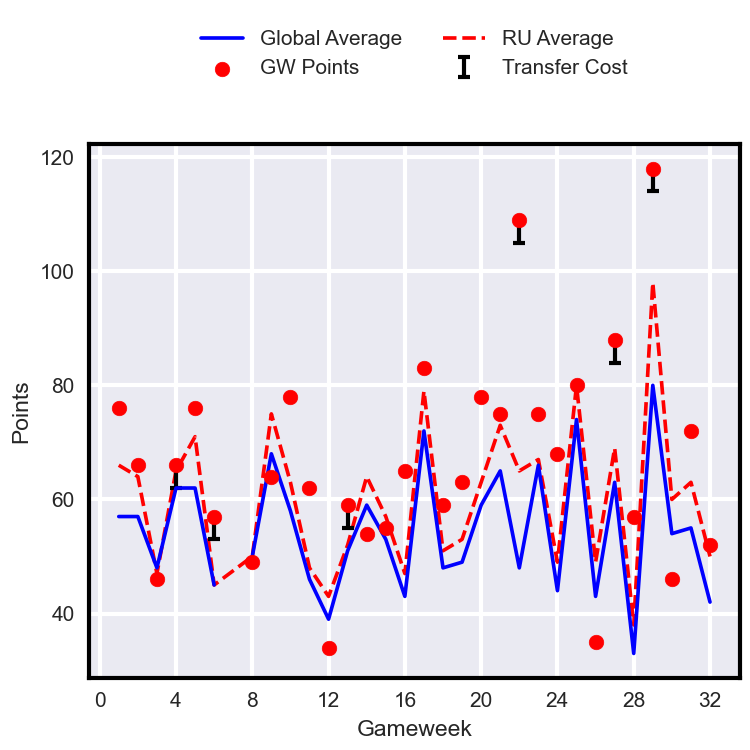 Global Average RU Average
GW Points Transfer Cost
120
100
80
60
40
Points
0 4 8 12 16 20 24 28 32
Gameweek